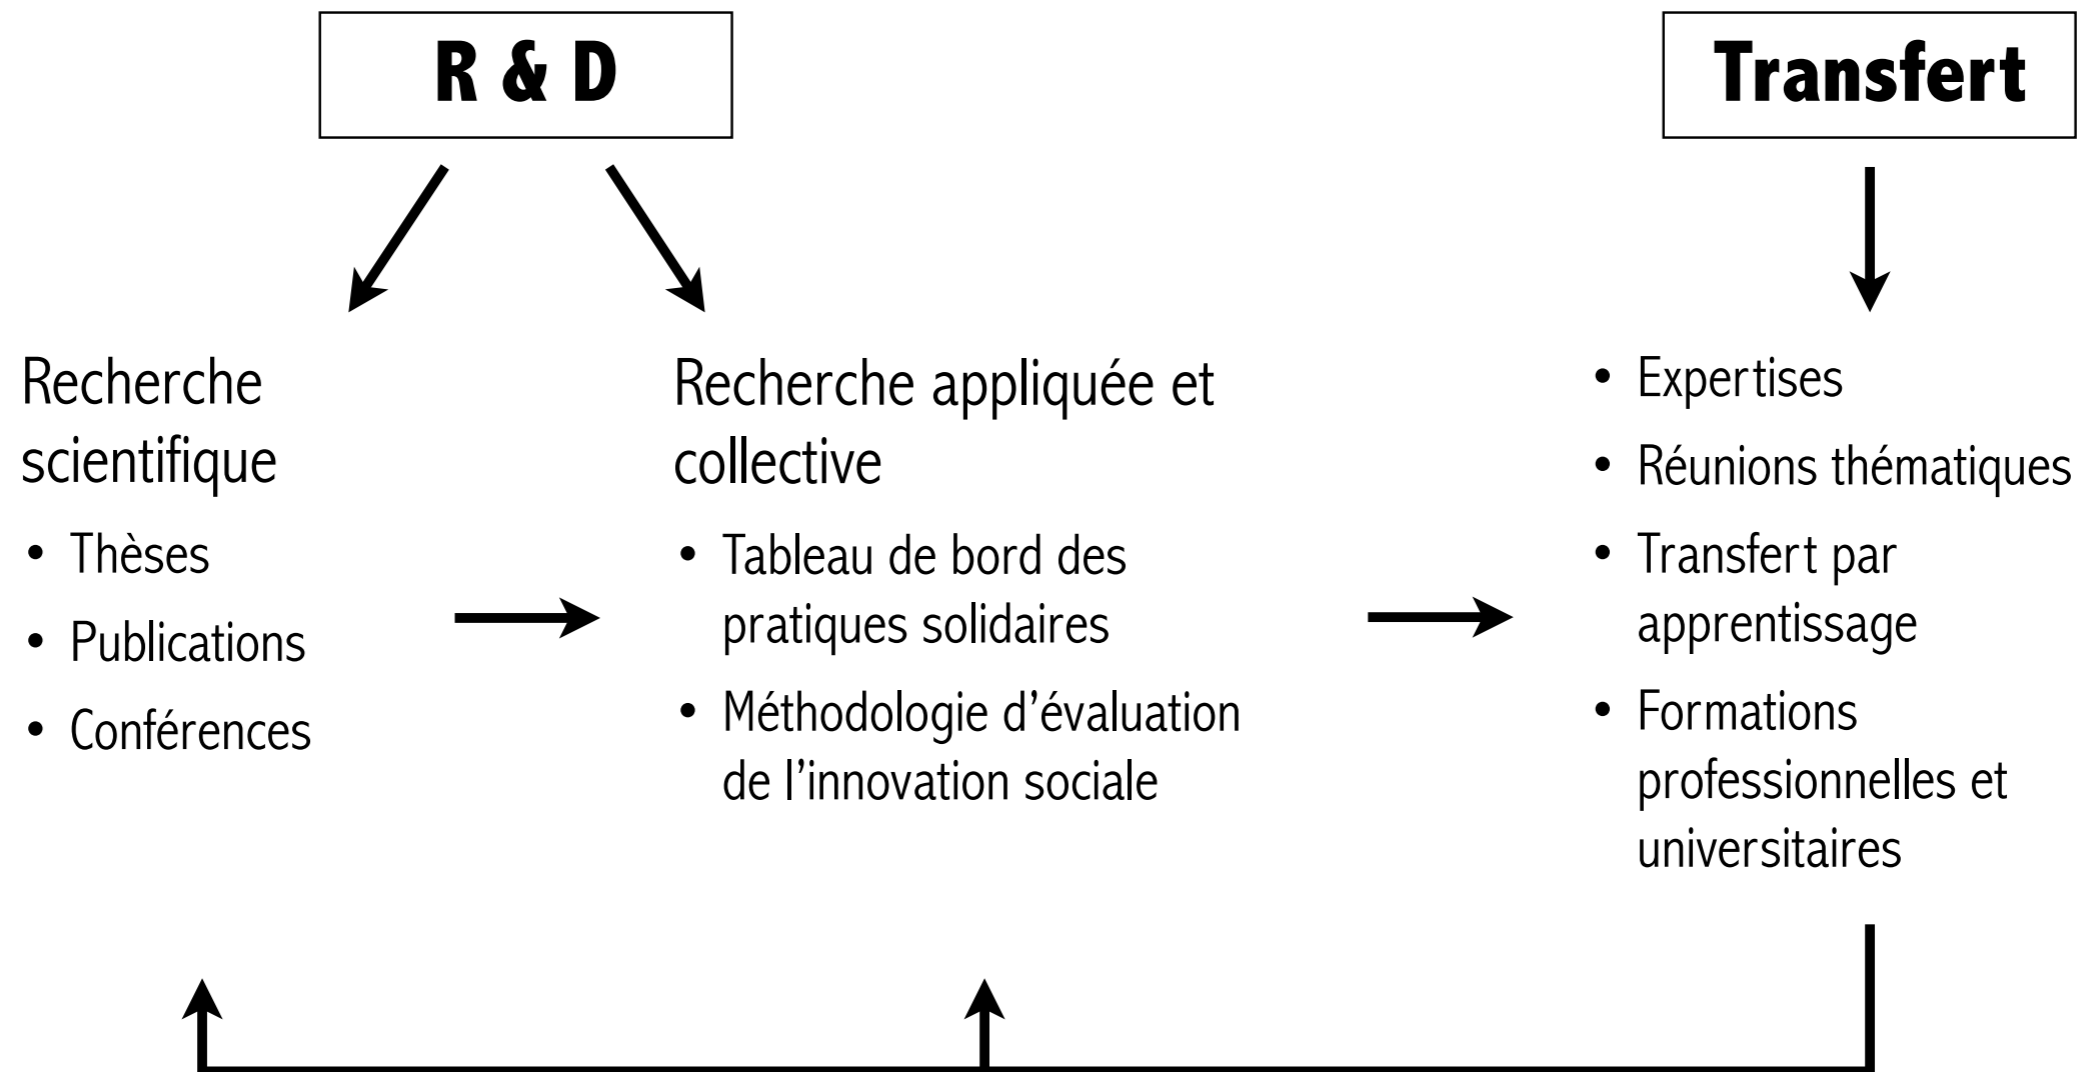 R & D
Transfert
Recherche
scientifique
• Thèses
• Publications
• Conférences
Recherche appliquée et
collective
• Tableau de bord des
pratiques solidaires
• Méthodologie d’évaluation
de l’innovation sociale
• Expertises
• Réunions thématiques
• Transfert par
apprentissage
• Formations
professionnelles et
universitaires